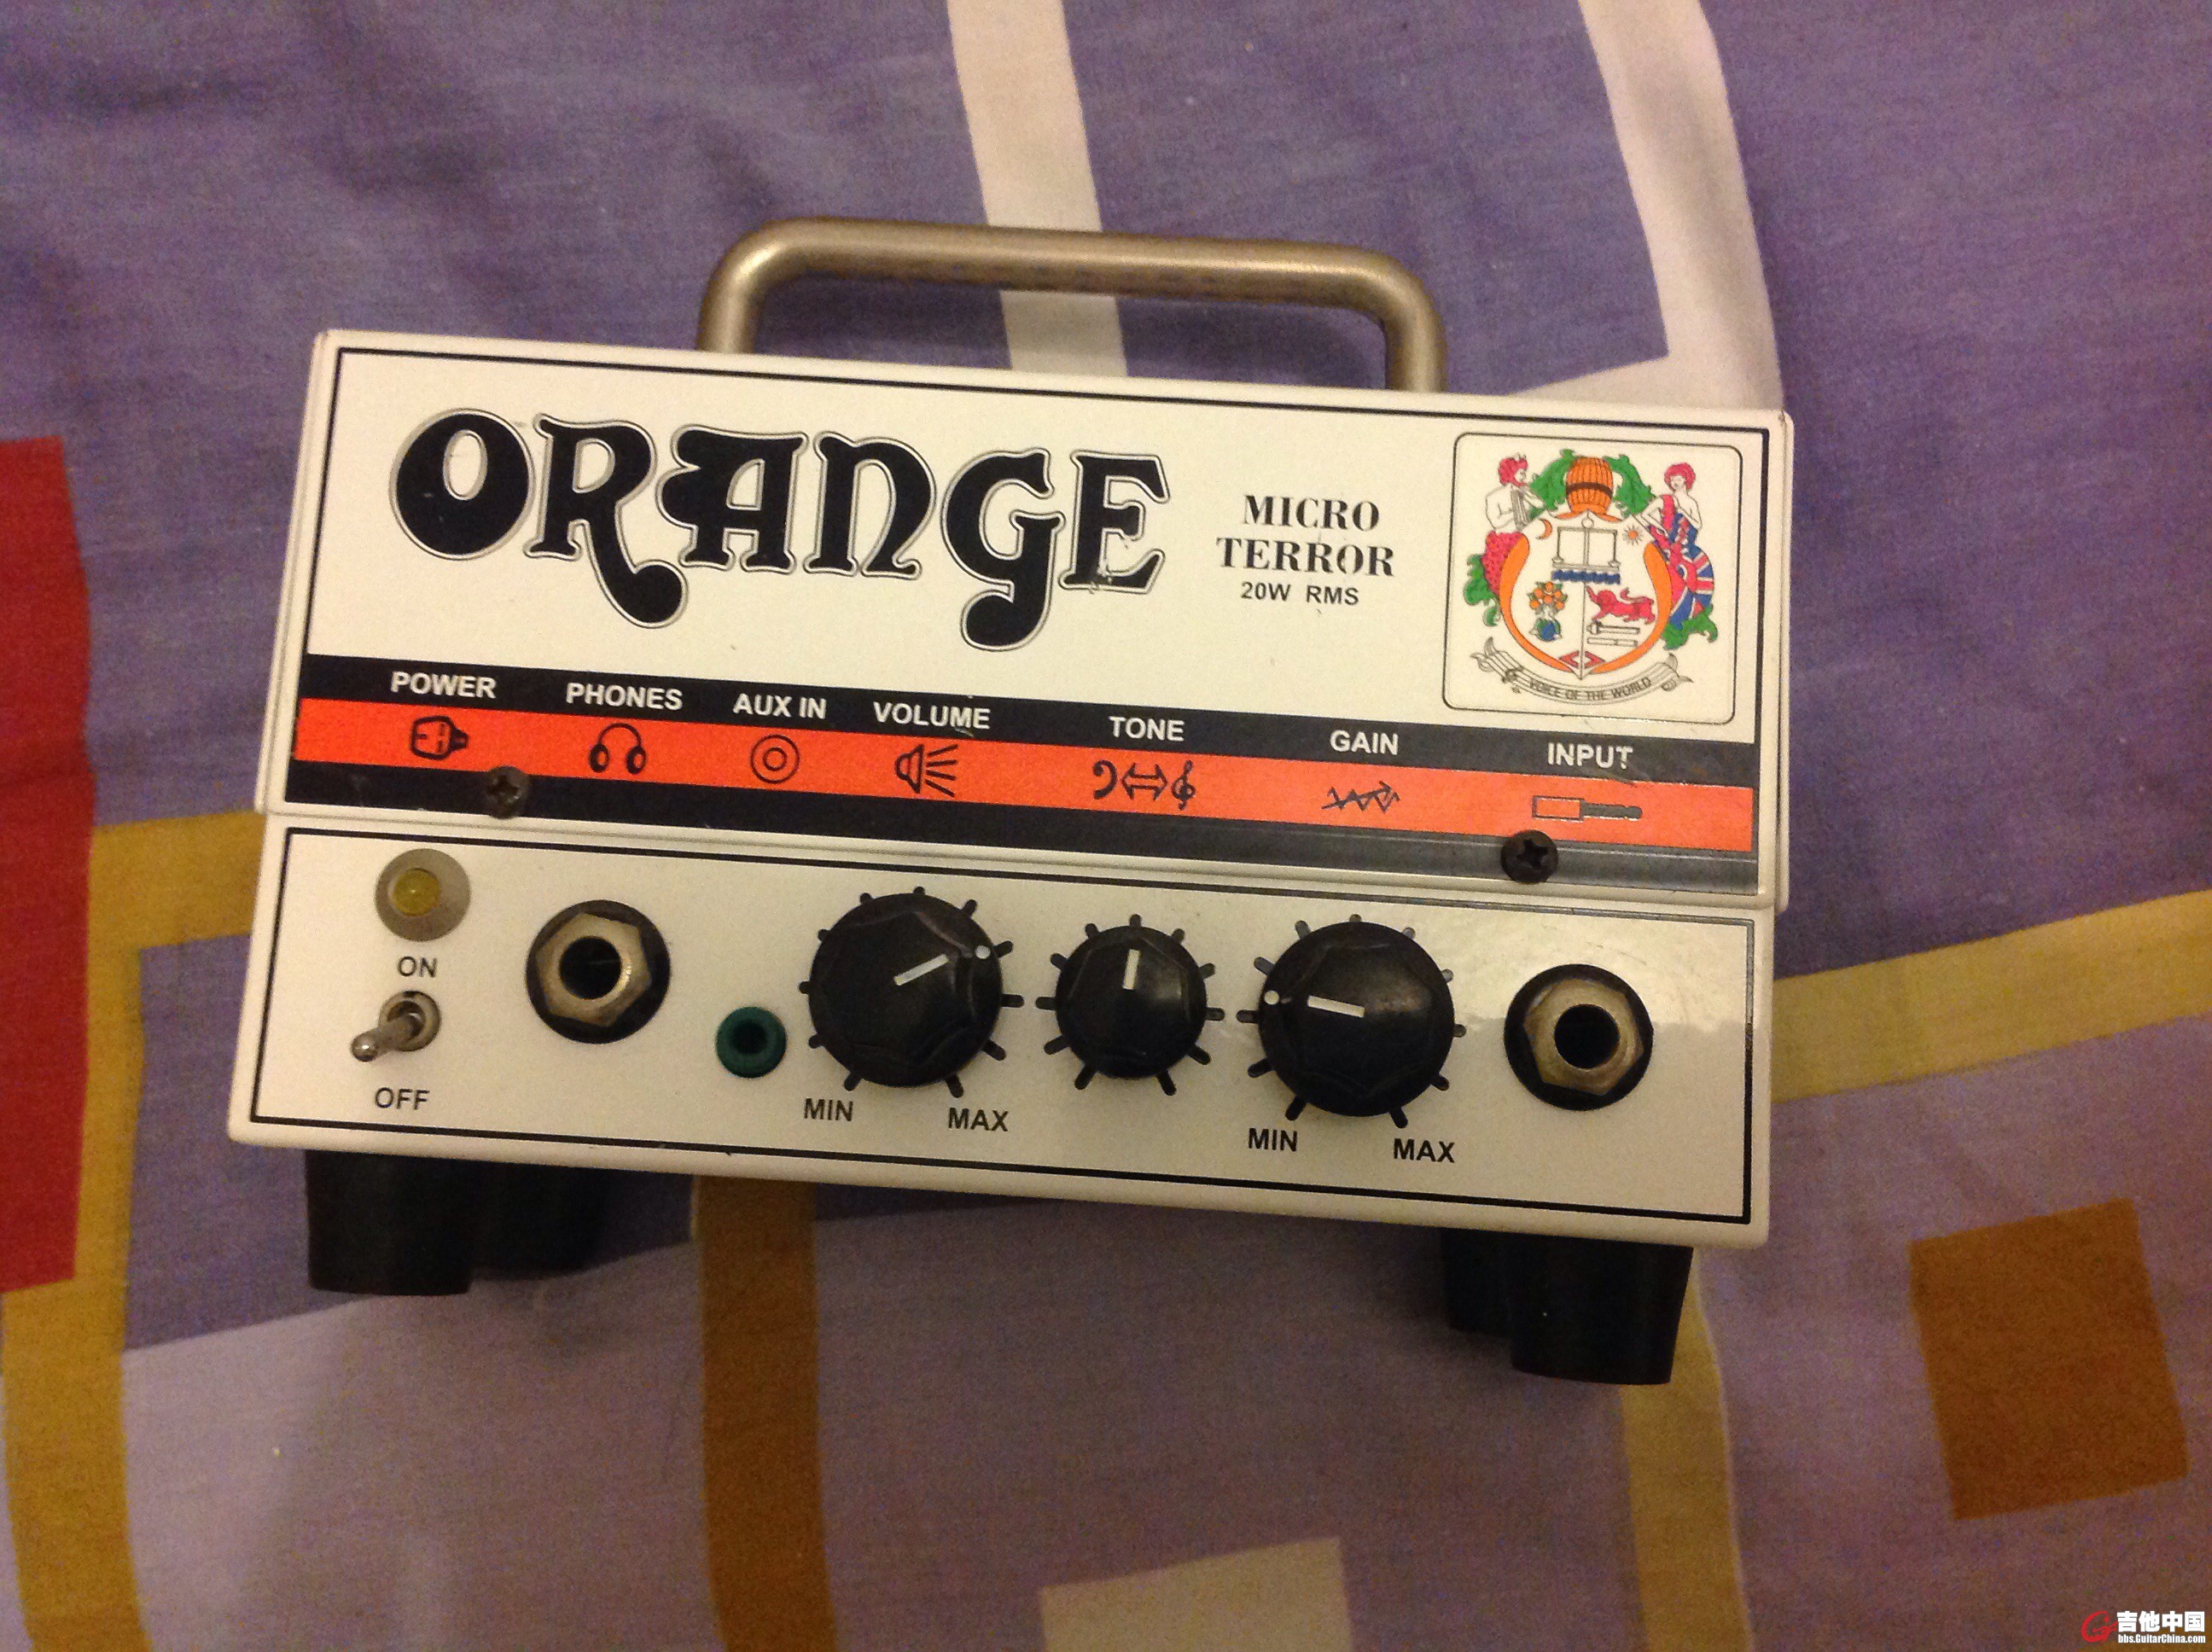 ORANGE
MICRO
TERROR
20W RMS
VOICE OF THE WORLD
POWER PHONES AUX IN VOLUME TONE GAIN INPUT
ON
OFF
MIN MAX MIN MAX
吉他中国
bbs.GuitarChina.com